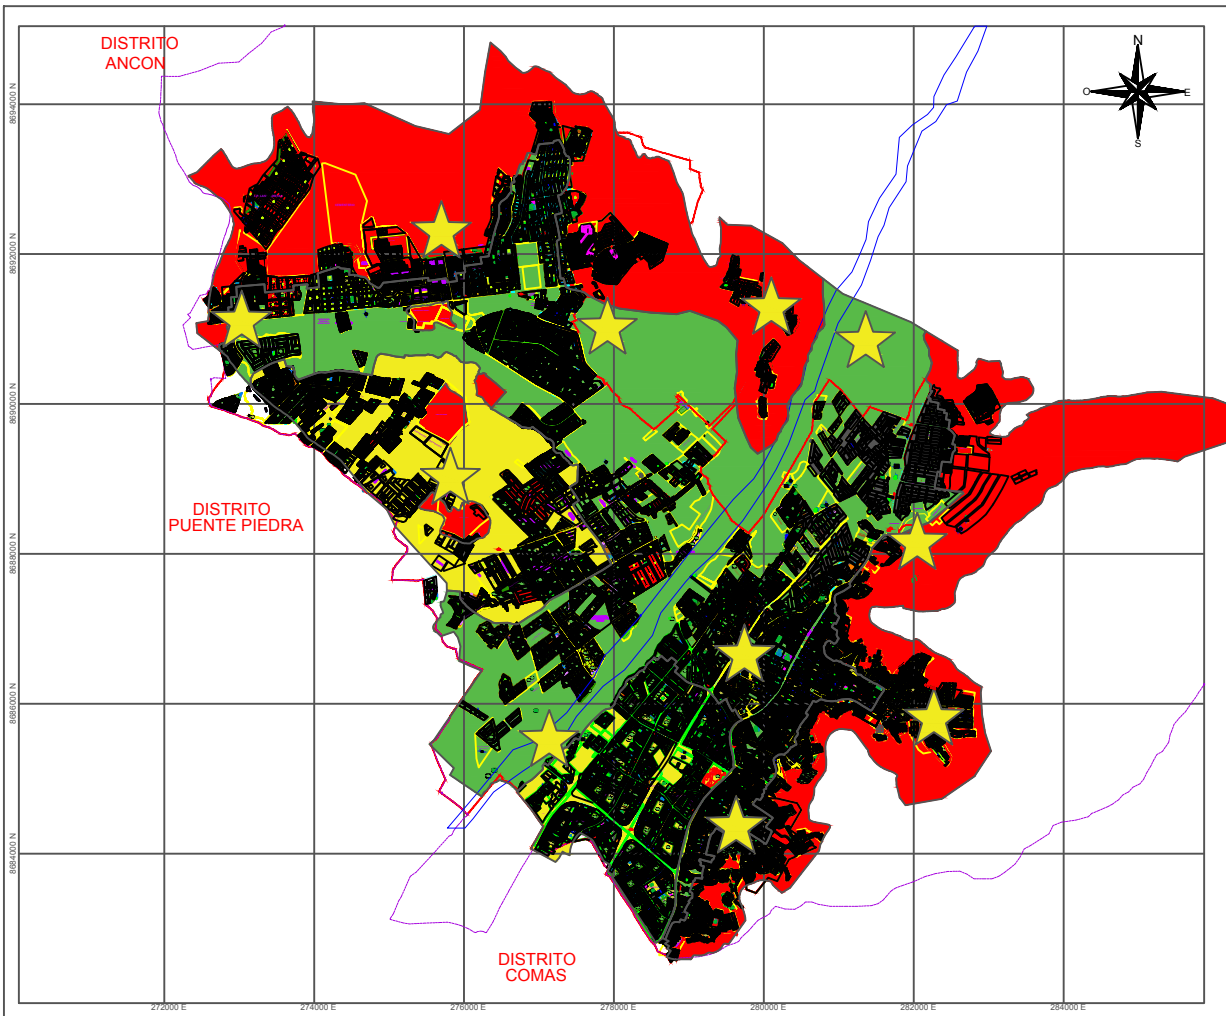 DISTRITO
ANCON
N
O
E
S
8694000 N
8692000 N
8690000 N
8688000 N
8686000 N
8684000 N
DISTRITO
PUENTE PIEDRA
DISTRITO
COMAS
272000 E
274000 E
276000 E
278000 E
280000 E
282000 E
284000 E